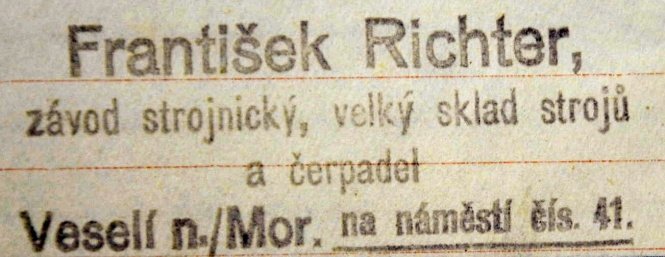 František Richter,
závod strojnický, velký sklad strojů
a čerpadel
Veselí n./Mor. na náměstí čís. 41.